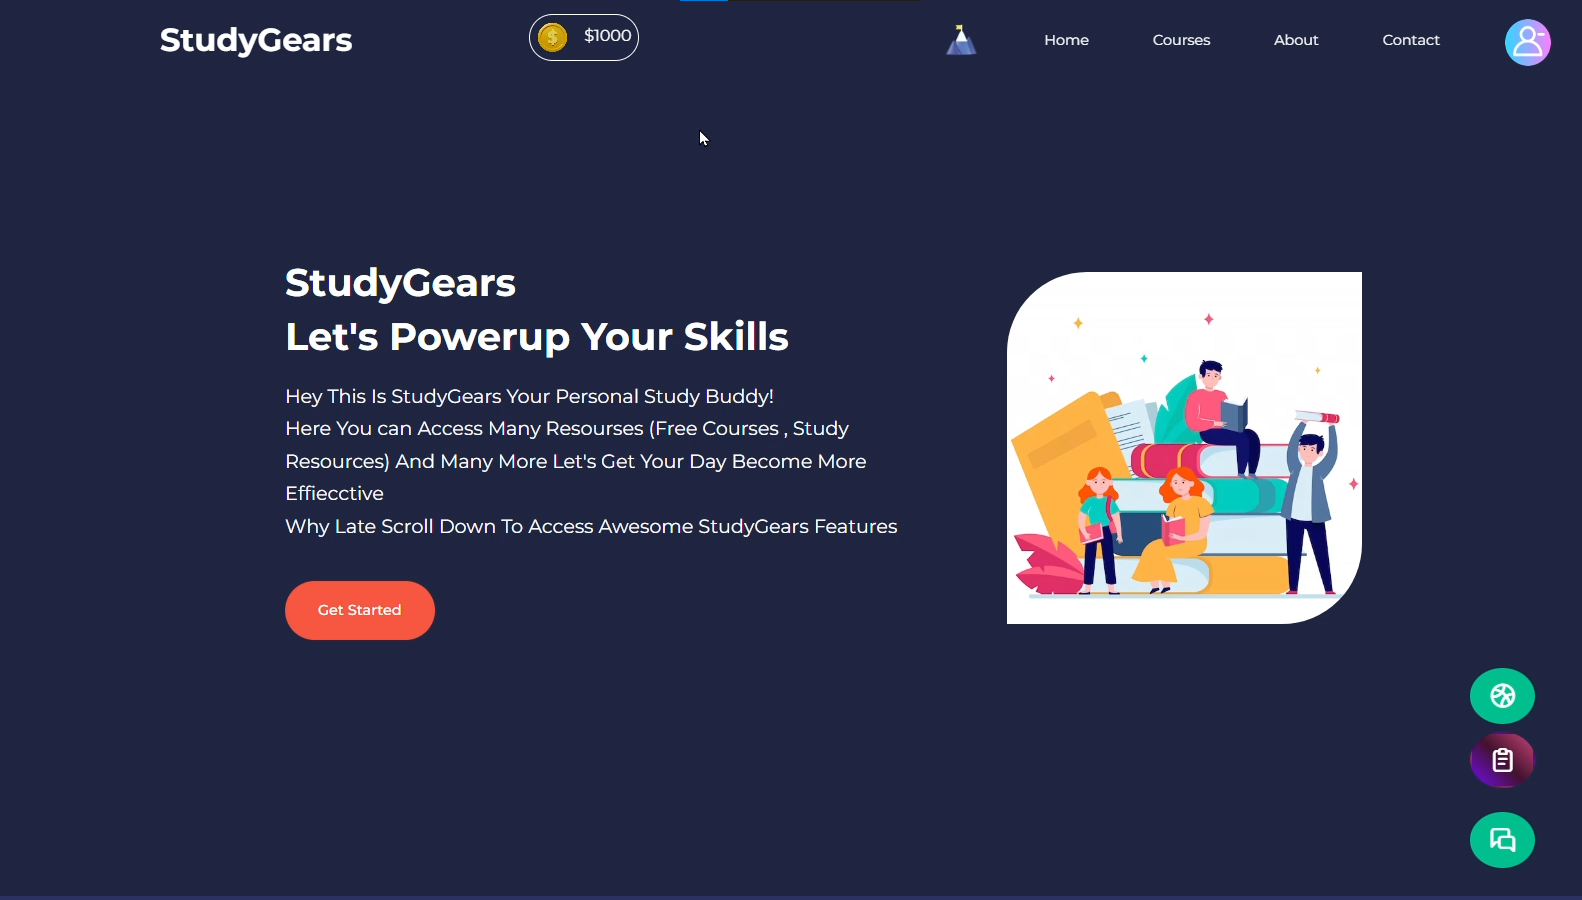 StudyGears
$1000
Home
Courses
About
Contact
StudyGears
Let's Powerup Your Skills
Hey This Is StudyGears Your Personal Study Buddy!
Here You can Access Many Resourses (Free Courses , Study
Resources) And Many More Let's Get Your Day Become More
Effiecctive
Why Late Scroll Down To Access Awesome StudyGears Features
Get Started